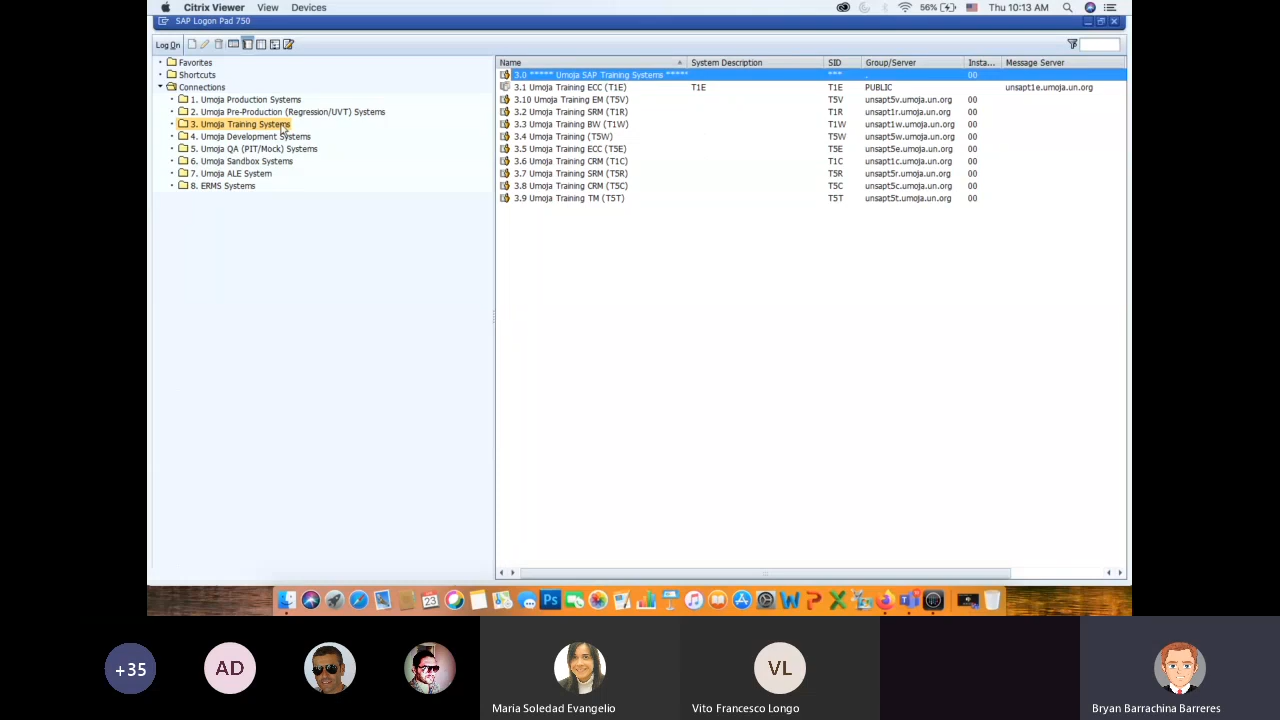 Citrix Viewer View Devices 56% Thu 10:13 AM
SAP Logon Pad 750
Log On
Favorites
Shortcuts
Connections
1. Umoja Production Systems
2. Umoja Pre-Production (Regression/UVT) Systems
3. Umoja Training Systems
4. Umoja Development Systems
5. Umoja QA (PIT/Mock) Systems
6. Umoja Sandbox Systems
7. Umoja ALE System
8. ERMS Systems
Name System Description SID Group/Server Insta... Message Server
3.0 ***** Umoja SAP Training Systems ***** *** . 00
3.1 Umoja Training ECC (T1E) T1E T1E PUBLIC unsapt1e.umoja.un.org
3.10 Umoja Training EM (T5V) T5V unsapt5v.umoja.un.org 00
3.2 Umoja Training SRM (T1R) T1R unsapt1r.umoja.un.org 00
3.3 Umoja Training BW (T1W) T1W unsapt1w.umoja.un.org 00
3.4 Umoja (T5W) T5W unsapt5w.umoja.un.org 00
3.5 Umoja Training ECC (T5E) T5E unsapt5e.umoja.un.org 00
3.6 Umoja Training CRM (T1C) T1C unsapt1c.umoja.un.org 00
3.7 Umoja Training SRM (T5R) T5R unsapt5r.umoja.un.org 00
3.8 Umoja Training CRM (T5C) T5C unsapt5c.umoja.un.org 00
3.9 Umoja Training TM (T5T) T5T unsapt5t.umoja.un.org 00
23
Ps
+35
AD
VL
Maria Soledad Evangelio
Vito Francesco Longo
Bryan Barrachina Barreres